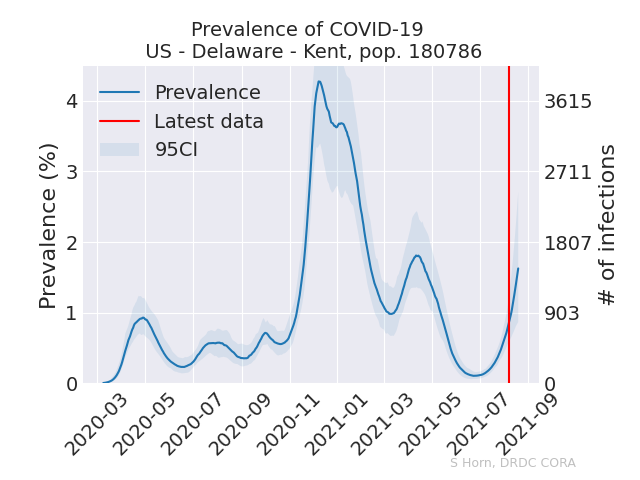 Prevalence of COVID-19
US - Delaware - Kent, pop. 180786
Prevalence
Latest data
95CI
Prevalence (%)
4
3
2
1
0
3615
2711
1807
903
0
# of infections
2020-03
2020-05
2020-07
2020-09
2020-11
2021-01
2021-03
2021-05
2021-07
2021-09
S Horn, DRDC CORA